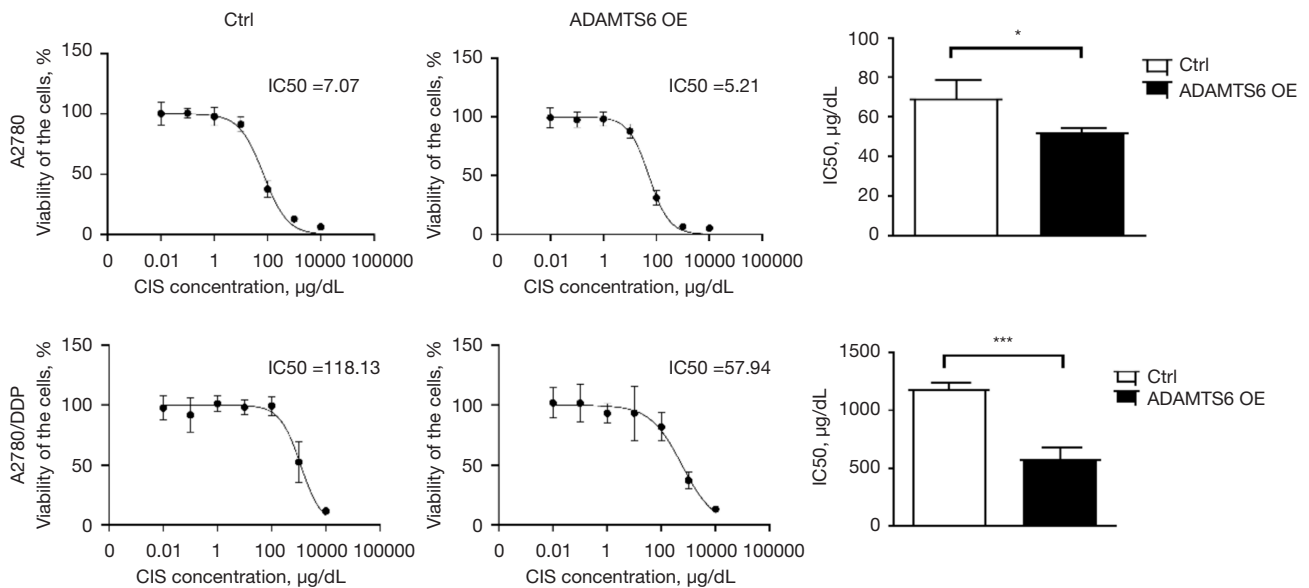 Ctrl
ADAMTS6 OE
A2780
Viability of the cells, %
150
100
50
0
IC50 =7.07
0 0.01 1 100 10000 100000
CIS concentration, µg/dL
Viability of the cells, %
150
100
50
0
IC50 =5.21
0 0.01 1 100 10000 100000
CIS concentration, µg/dL
IC50, µg/dL
100
80
60
40
60
20
0
*
Ctrl
ADAMTS6 OE
A2780/DDP
Viability of the cells, %
150
100
50
0
IC50 =118.13
0 0.01 1 100 10000 100000
CIS concentration, µg/dL
Viability of the cells, %
150
100
50
0
IC50 =57.94
0 0.01 1 100 10000 100000
CIS concentration, µg/dL
IC50, µg/dL
1500
1000
500
0
***
Ctrl
ADAMTS6 OE